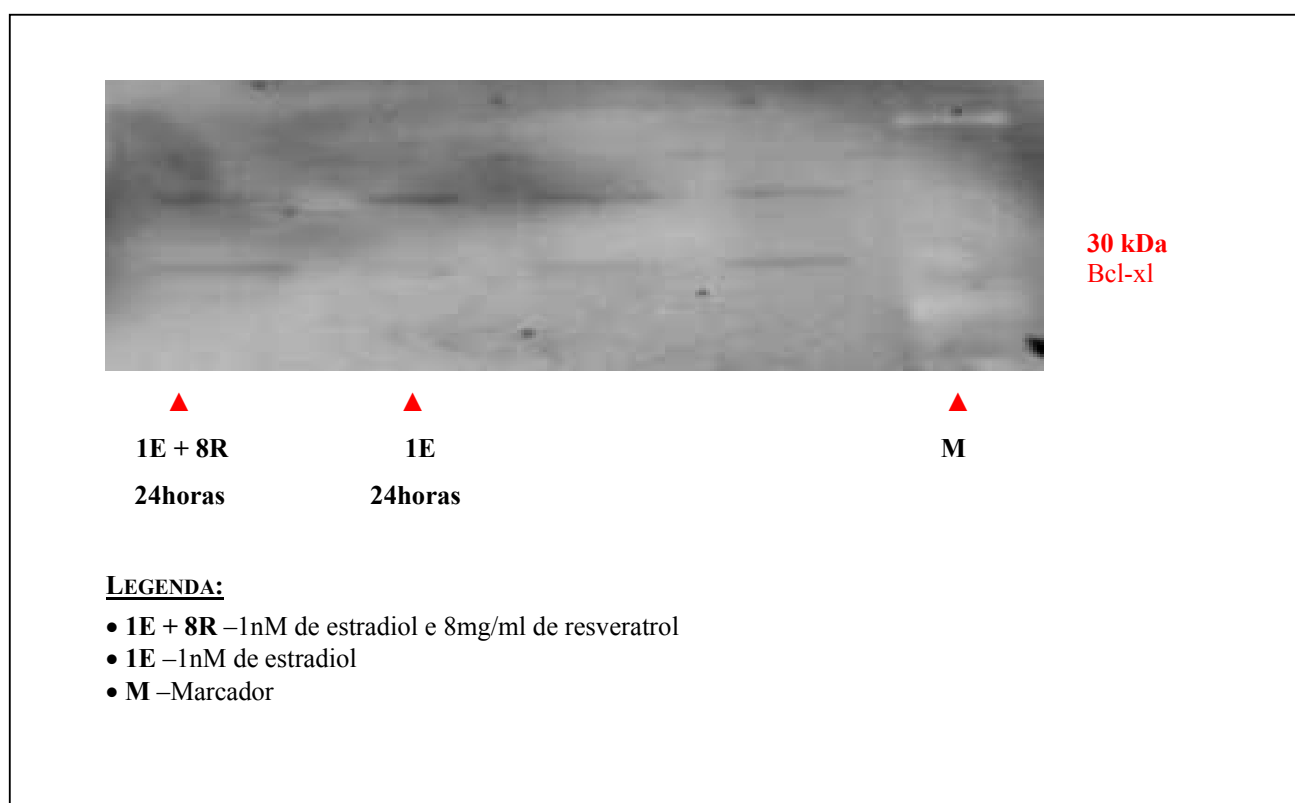 30 kDa
Bcl-xl
1E + 8R 1E M
24horas 24horas
LEGENDA:
• 1E + 8R –1nM de estradiol e 8mg/ml de resveratrol
• 1E –1nM de estradiol
• M –Marcador